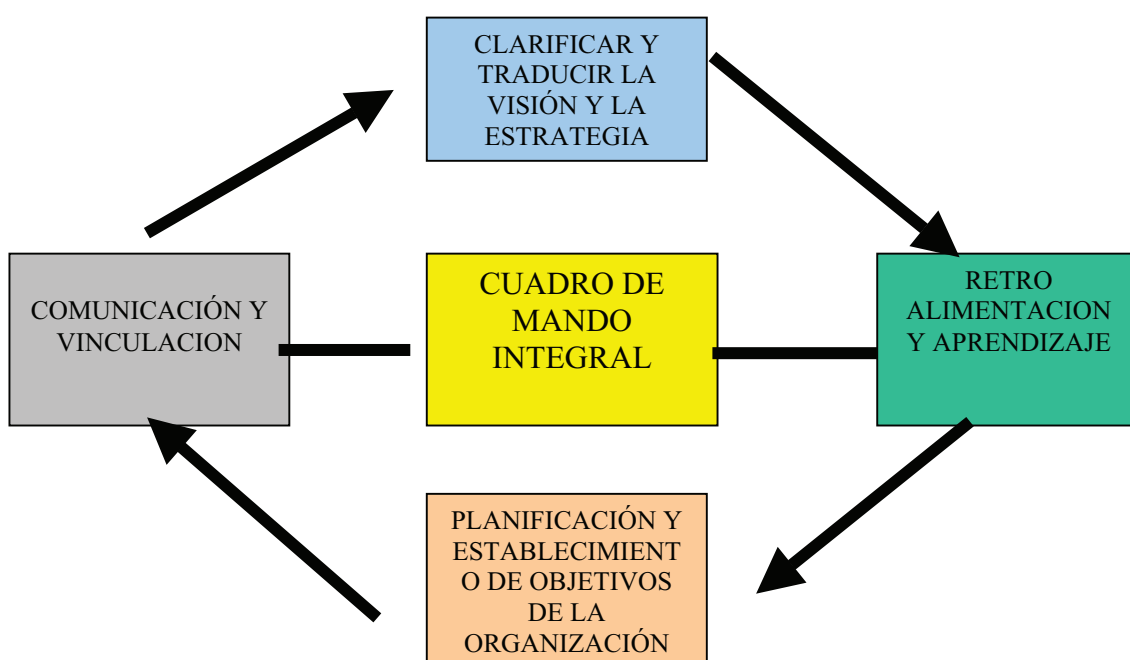 CLARIFICAR Y
TRADUCIR LA
VISIÓN Y LA
ESTRATEGIA
COMUNICACIÓN Y
VINCULACION
CUADRO DE
MANDO
INTEGRAL
RETRO
ALIMENTACION
Y APRENDIZAJE
PLANIFICACIÓN Y
ESTABLECIMIENT
O DE OBJETIVOS
DE LA
ORGANIZACIÓN